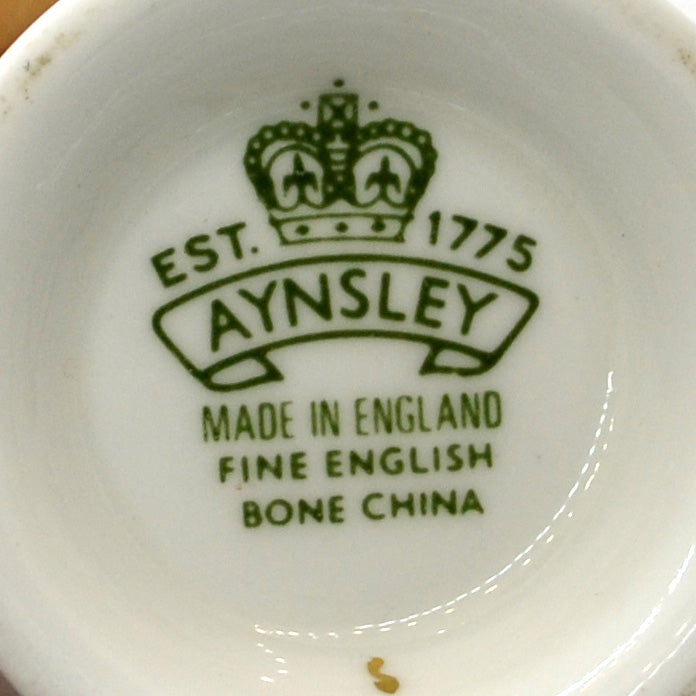 EST. 1775
AYNSLEY
MADE IN ENGLAND
FINE ENGLISH
BONE CHINA
S